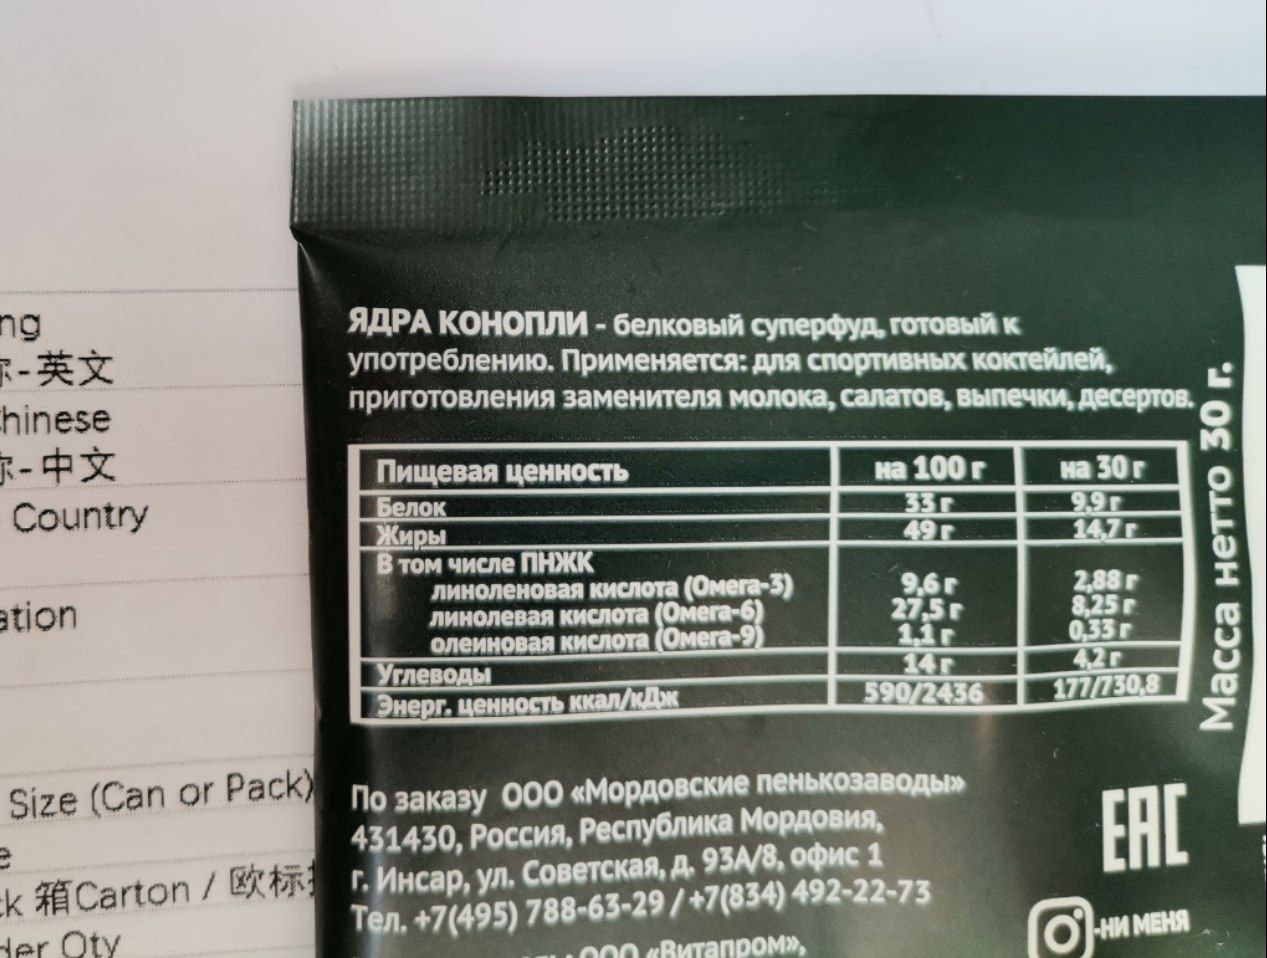 ng
-英文
hinese
-中文
Country
ation
Size (Can or Pack)
箱Carton / 欧标
der Qty
ЯДРА КОНОПЛИ - белковый суперфуд, готовый к
употреблению. Применяется: для спортивных коктейлей,
приготовления заменителя молока, салатов, выпечки, десертов.
Пищевая ценность на 100 г на 30 г
Белок 33 г 9,9 г
Жиры 49 г 14,7 г
В том числе ПНЖК
линоленовая кислота (Омега-3) 9,6 г 2,88 г
линолевая кислота (Омега-6) 27,5 г 8,25 г
олеиновая кислота (Омега-9) 1,1 г 0,33 г
Углеводы 14 г 4,2 г
Энерг. ценность ккал/кДж 590/2436 177/730,8
Масса нетто 30 г.
По заказу ООО «Мордовские пенькозаводы»
431430, Россия, Республика Мордовия,
г. Инсар, ул. Советская, д. 93А/8, офис 1
Тел. +7(495) 788-63-29 / +7(834) 492-22-73
ООО «Витапром»,
EAC
-НИ МЕНЯ